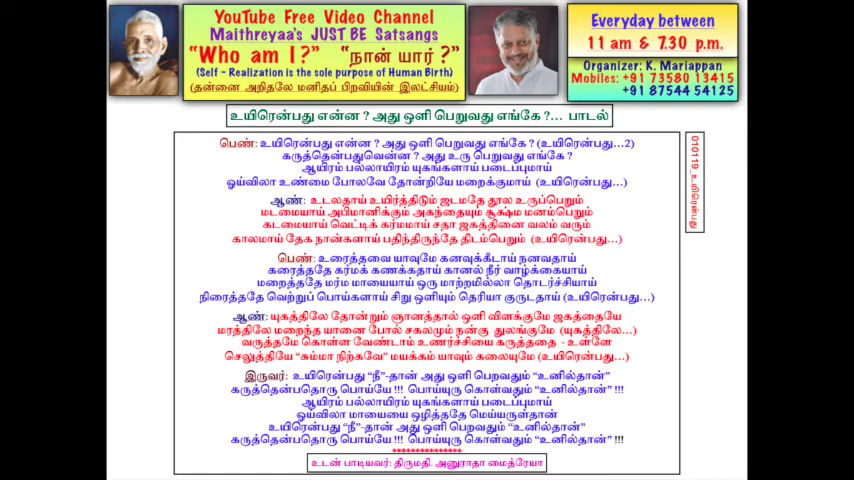 YouTube Free Video Channel
Maithreyaa's JUST BE Satsangs
“Who am I?” “நான் யார் ?”
(Self - Realization is the sole purpose of Human Birth)
(தன்னை அறிதலே மனிதப் பிறவியின் இலட்சியம்)
Everyday between
11 am & 7.30 p.m.
Organizer: K. Mariappan
Mobiles: +91 73580 13415
+91 87544 54125
உயிரென்பது என்ன ? அது ஒளி பெறுவது எங்கே ?... பாடல்
பெண்: உயிரென்பது என்ன ? அது ஒளி பெறுவது எங்கே ? (உயிரென்பது...2)
கருத்தென்பதுவென்ன ? அது உரு பெறுவது எங்கே ?
ஆயிரம் பல்லாயிரம் யுகங்களாய் படைப்புமாய்
ஓய்விலா உண்மை போலவே தோன்றியே மறைக்குமாய் (உயிரென்பது...)
ஆண்: உடலதாய் உயிர்த்திடும் ஜடமதே தூல உருப்பெறும்
மடமையாய் அபிமானிக்கும் அகந்தையும் சூக்ஷ்ம மனம்பெறும்
கடமையாய் வெட்டிக் கர்மமாய் சதா ஜகத்தினை வலம் வரும்
காலமாய் தேக நான்களாய் பதிந்திருந்தே திடம்பெறும் (உயிரென்பது...)
பெண்: உரைத்தவை யாவுமே கனவுக்கீடாய் நனவதாய்
கரைத்ததே கர்மக் கணக்கதாய் கானல் நீர் வாழ்க்கையாய்
மறைத்ததே மர்ம மாயையாய் ஒரு மாற்றமில்லா தொடர்ச்சியாய்
நிரைத்ததே வெற்றுப் பொய்களாய் சிறு ஒளியும் தெரியா குருடதாய் (உயிரென்பது...)
ஆண்: யுகத்திலே தோன்றும் ஞானத்தால் ஒளி விளக்குமே ஜகத்தையே
மரத்திலே மறைந்த யானை போல் சகலமும் நன்கு துலங்குமே (யுகத்திலே...)
வருத்தமே கொள்ள வேண்டாம் உணர்ச்சியை கருத்ததை - உள்ளே
செலுத்தியே “சும்மா நிற்கவே” மயக்கம் யாவும் கலையுமே (உயிரென்பது...)
இருவர்: உயிரென்பது “நீ”-தான் அது ஒளி பெறவதும் “உனில்தான்”
கருத்தென்பதொரு பொய்யே !!! பொய்யுரு கொள்வதும் “உனில்தான்” !!!
ஆயிரம் பல்லாயிரம் யுகங்களாய் படைப்புமாய்
ஓய்விலா மாயையை ஒழித்ததே மெய்யருள்தான்
உயிரென்பது “நீ”-தான் அது ஒளி பெறவதும் “உனில்தான்”
கருத்தென்பதொரு பொய்யே !!! பொய்யுரு கொள்வதும் “உனில்தான்” !!!
***************
உடன் பாடியவர்: திருமதி. அனுராதா மைத்ரேயா
010119_உயிரென்பது